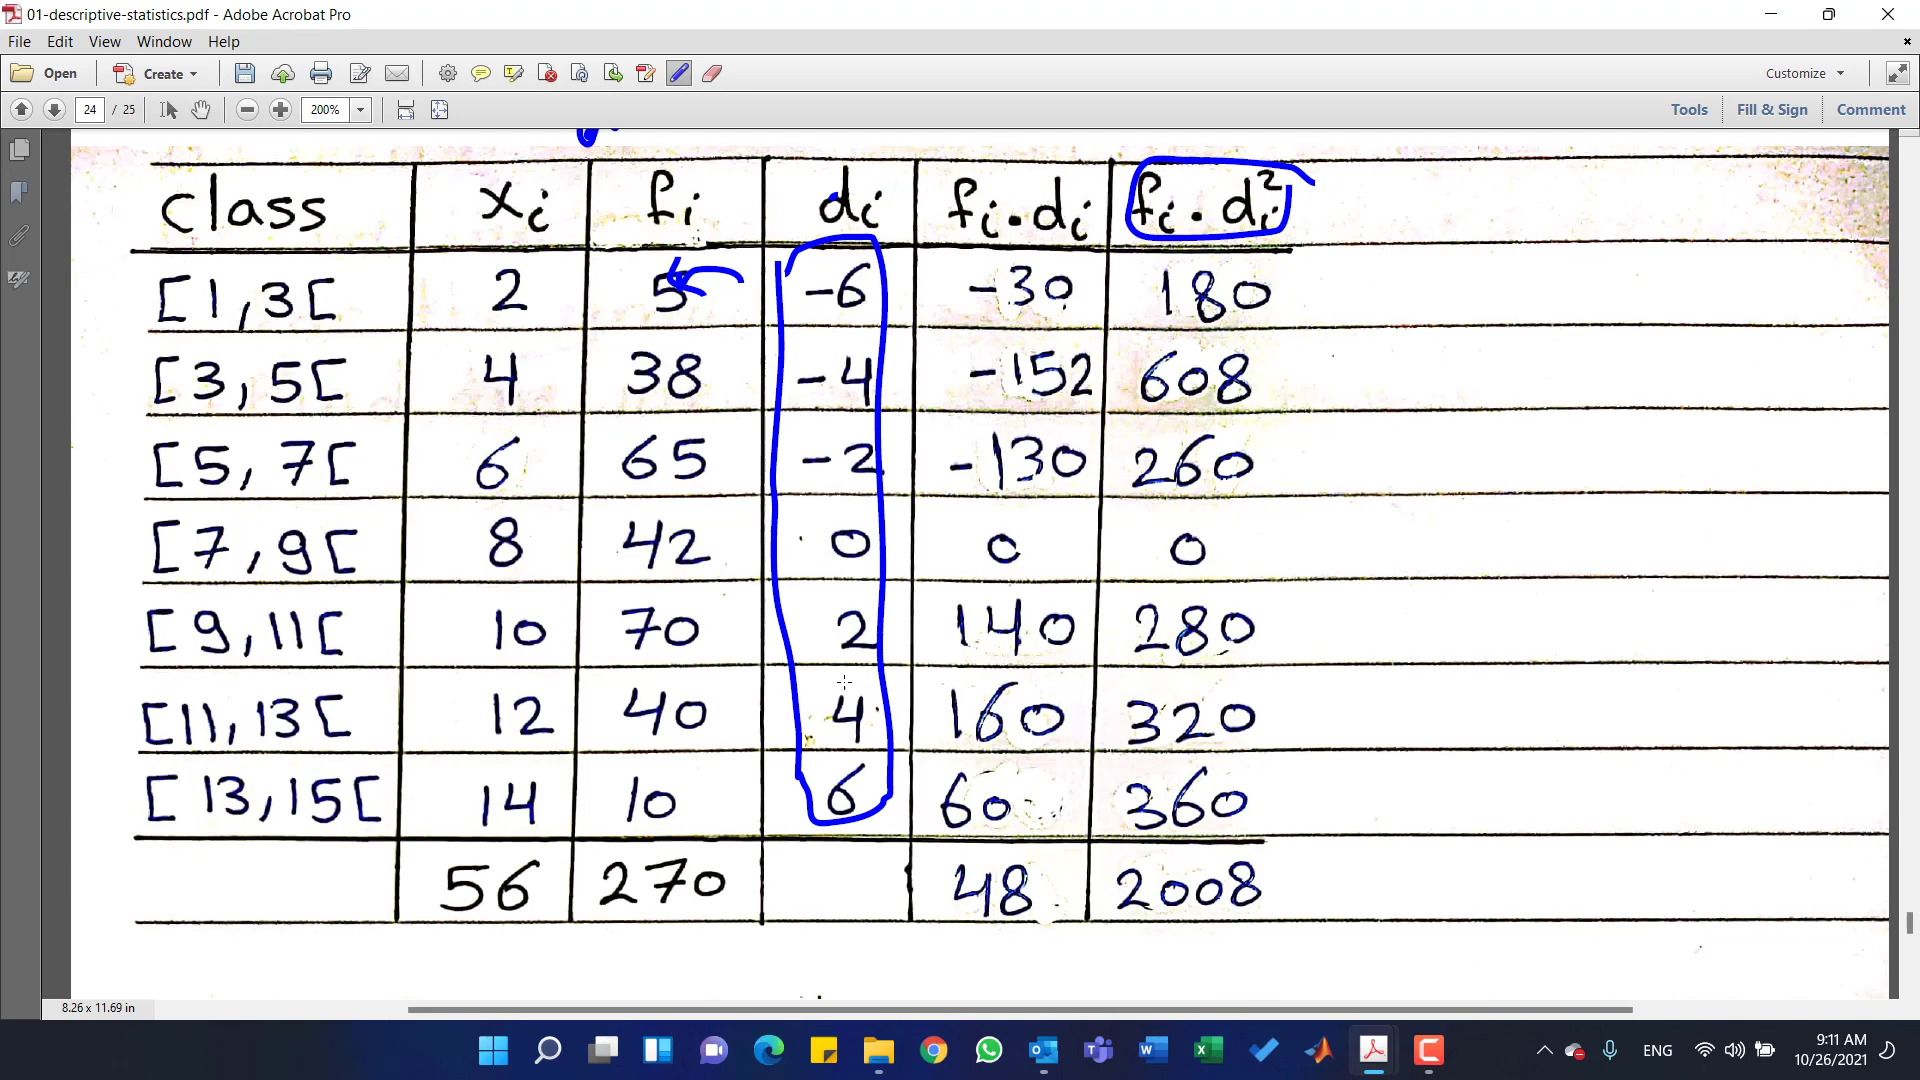 01-descriptive-statistics.pdf - Adobe Acrobat Pro
File Edit View Window Help
Open Create Customize
24 / 25 200% Tools Fill & Sign Comment
class xi fi di fi.di fi.di²
[1,3[ 2 5 -6 -30 180
[3,5[ 4 38 -4 -152 608
[5,7[ 6 65 -2 -130 260
[7,9[ 8 42 0 0 0
[9,11[ 10 70 2 140 280
[11,13[ 12 40 4 160 320
[13,15[ 14 10 6 60 360
56 270 48 2008
8.26 x 11.69 in
ENG 9:11 AM
10/26/2021